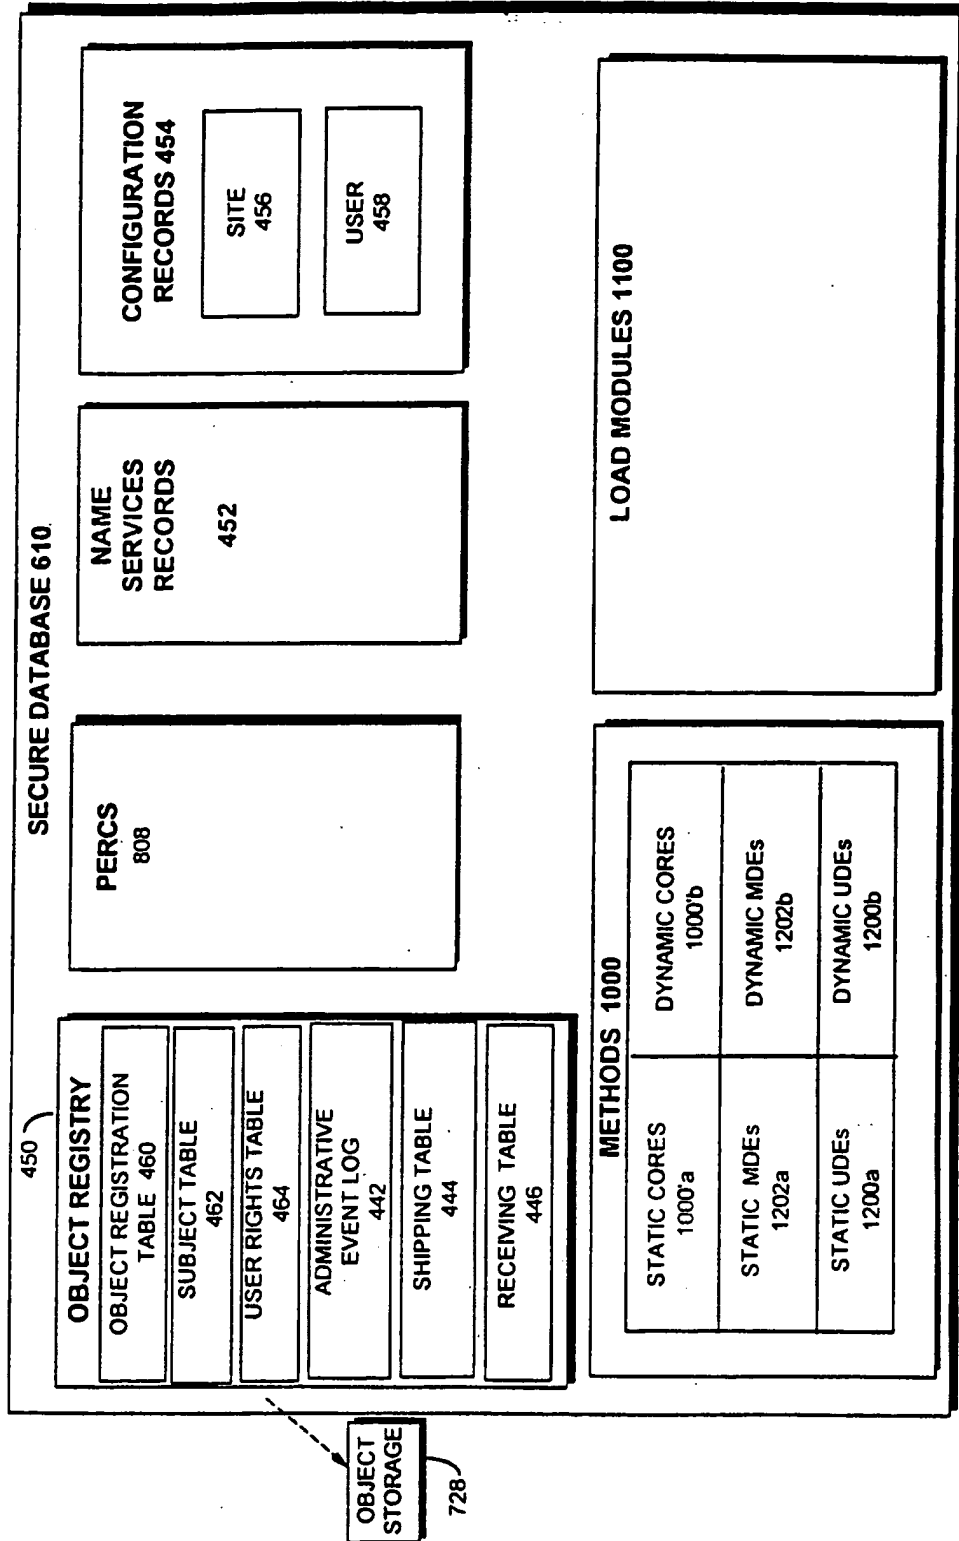 SECURE DATABASE 610
450
OBJECT REGISTRY
OBJECT REGISTRATION
TABLE 460
SUBJECT TABLE
462
USER RIGHTS TABLE
464
ADMINISTRATIVE
EVENT LOG
442
SHIPPING TABLE
444
RECEIVING TABLE
446
OBJECT
STORAGE
728
PERCS
808
NAME
SERVICES
RECORDS
452
CONFIGURATION
RECORDS 454
SITE
456
USER
458
METHODS 1000
STATIC CORES
1000'a
DYNAMIC CORES
1000'b
STATIC MDEs
1202a
DYNAMIC MDEs
1202b
STATIC UDEs
1200a
DYNAMIC UDEs
1200b
LOAD MODULES 1100